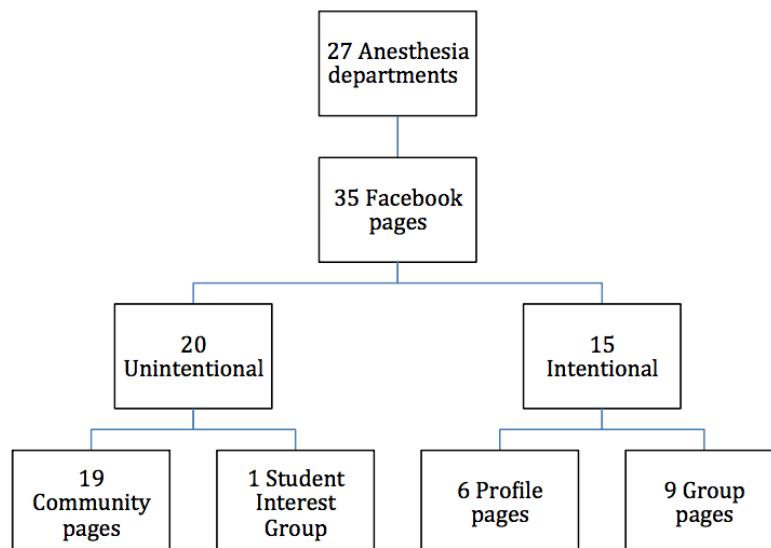 27 Anesthesia
departments
35 Facebook
pages
20
Unintentional
15
Intentional
19
Community
pages
1 Student
Interest
Group
6 Profile
pages
9 Group
pages